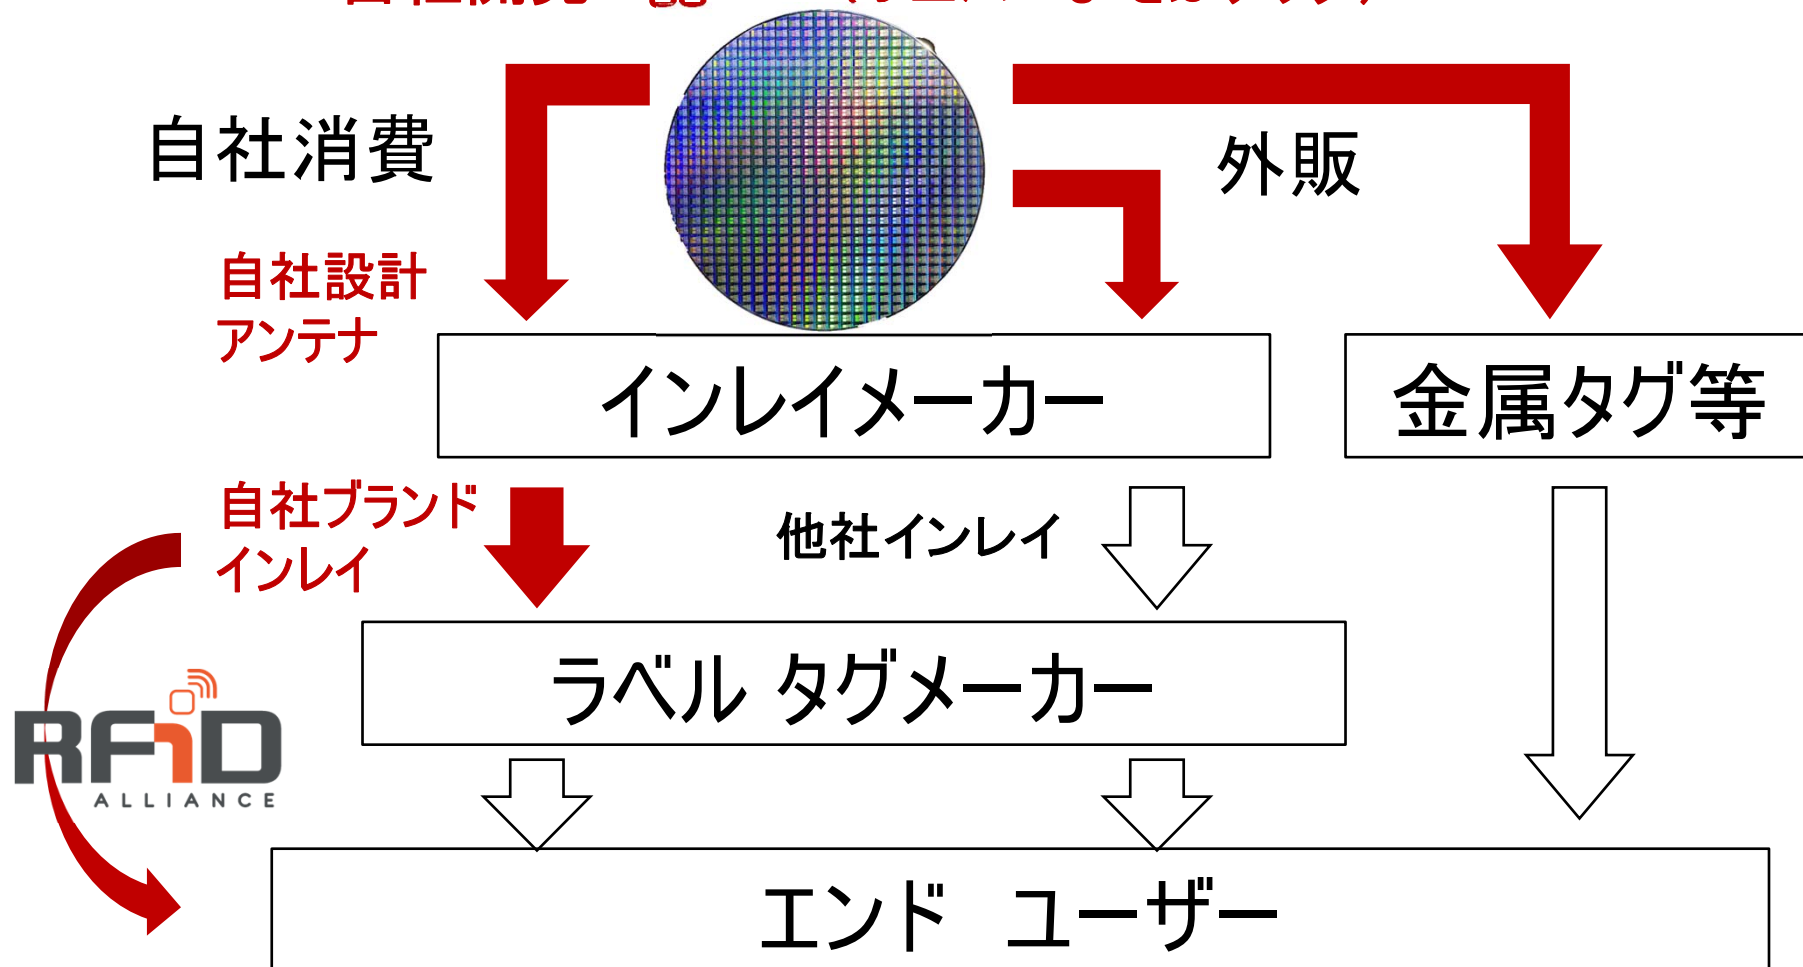 自社消費
外販
自社設計
アンテナ
インレイメーカー
金属タグ等
自社ブランド
インレイ
他社インレイ
ラベル タグメーカー
RFiD
ALLIANCE
エンド ユーザー